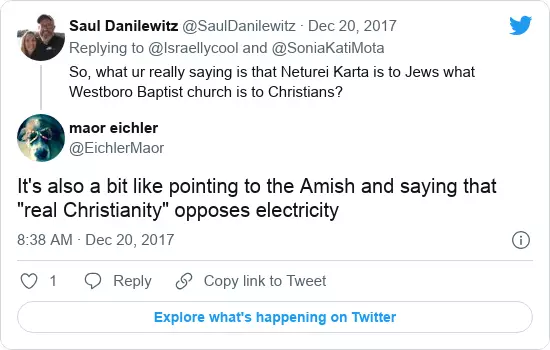 Saul Danilewitz @SaulDanilewitz · Dec 20, 2017
Replying to @Israellycool and @SoniaKatiMota
So, what ur really saying is that Neturei Karta is to Jews what
Westboro Baptist church is to Christians?
maor eichler
@EichlerMaor
It's also a bit like pointing to the Amish and saying that
"real Christianity" opposes electricity
8:38 AM · Dec 20, 2017
1 Reply Copy link to Tweet
Explore what's happening on Twitter